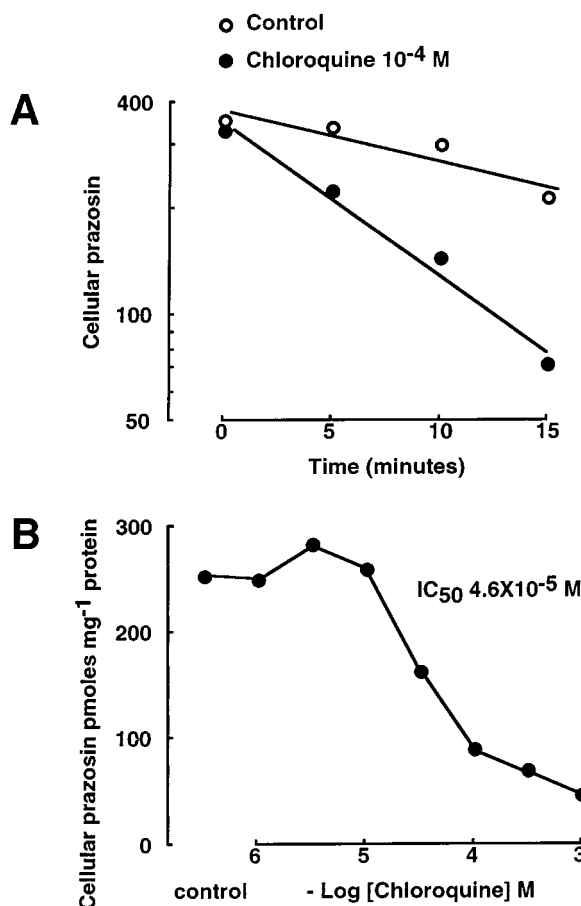 Control
Chloroquine 10-4 M
A
400
200
100
50
Cellular prazosin
0 5 10 15
Time (minutes)
B
300
200
100
0
Cellular prazosin pmoles mg-1 protein
IC50 4.6X10-5 M
6 5 4 3
control - Log [Chloroquine] M